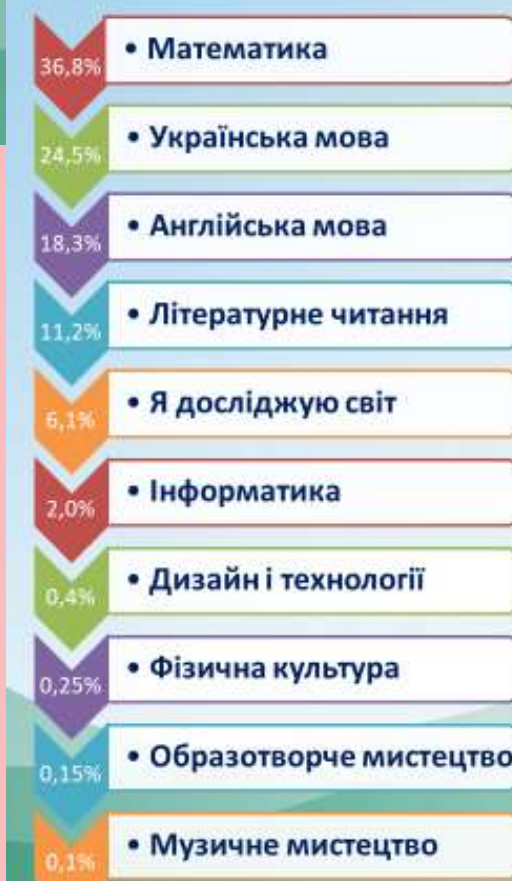 36,8% • Математика
24,5% • Українська мова
18,3% • Англійська мова
11,2% • Літературне читання
6,1% • Я досліджую світ
2,0% • Інформатика
0,4% • Дизайн і технології
0,25% • Фізична культура
0,15% • Образотворче мистецтво
0,1% • Музичне мистецтво